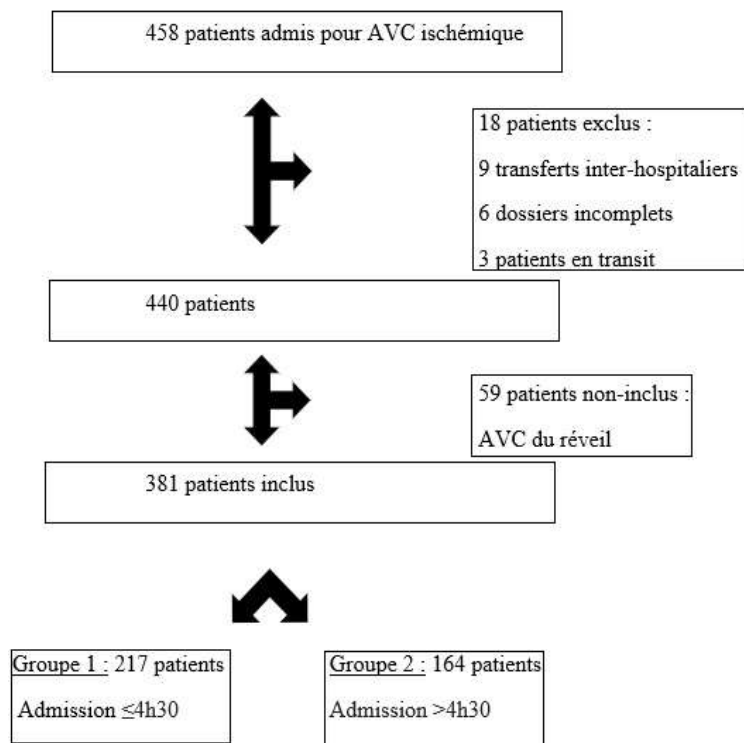 458 patients admis pour AVC ischémique
18 patients exclus :
9 transferts inter-hospitaliers
6 dossiers incomplets
3 patients en transit
440 patients
59 patients non-inclus :
AVC du réveil
381 patients inclus
Groupe 1 : 217 patients
Admission ≤4h30
Groupe 2 : 164 patients
Admission >4h30